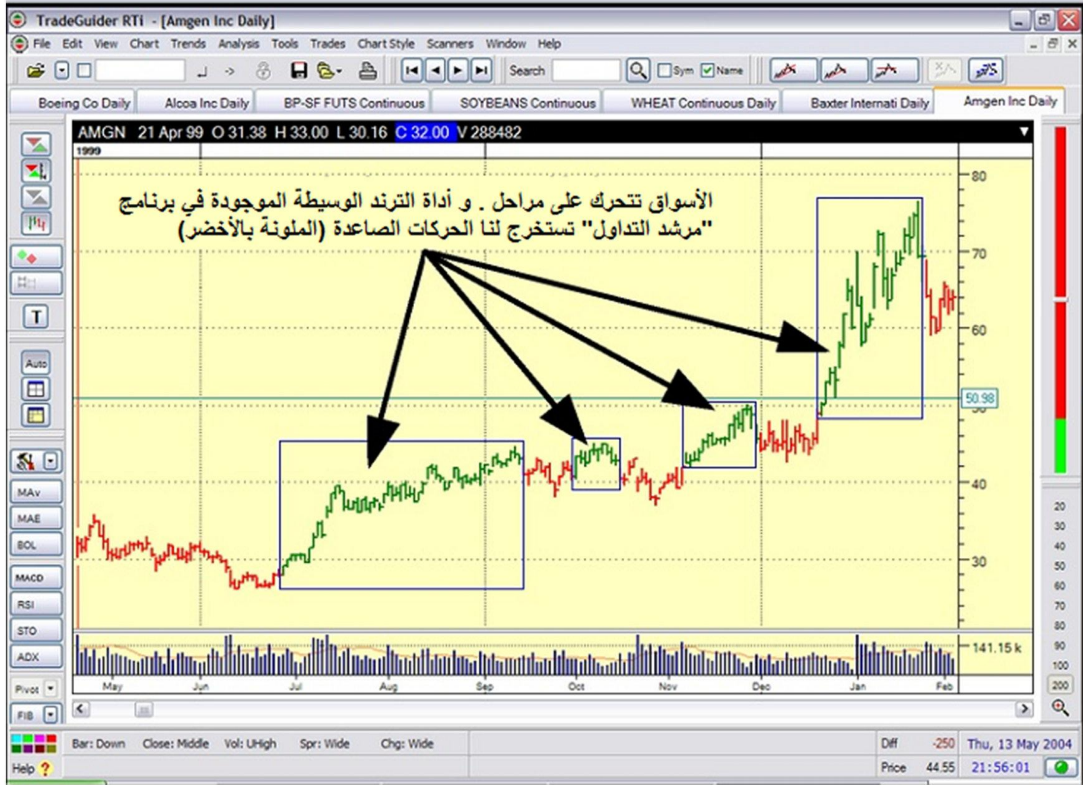 TradeGuider RTi - [Amgen Inc Daily]
File Edit View Chart Trends Analysis Tools Trades Chart Style Scanners Window Help
Search Sym Name
Boeing Co Daily Alcoa Inc Daily BP-SF FUTS Continuous SOYBEANS Continuous WHEAT Continuous Daily Baxter Internati Daily Amgen Inc Daily
AMGN 21 Apr 99 O 31.38 H 33.00 L 30.16 C 32.00 V 288482
1999
الأسواق تتحرك على مراحل . و أداة الترند الوسيطة الموجودة في برنامج
"مرشد التداول" تستخرج لنا الحركات الصاعدة (الملونة بالأخضر)
80
70
60
50.98
50
40
30
141.15 k
May Jun Jul Aug Sep Oct Nov Dec Jan Feb
T
Auto
MAv
MAE
BOL
MACD
RSI
STO
ADX
Pivot
FIB
20
30
40
50
60
70
80
90
100
200
Bar: Down Close: Middle Vol: UHigh Spr: Wide Chg: Wide Diff -250 Thu, 13 May 2004
Help ? Price 44.55 21:56:01